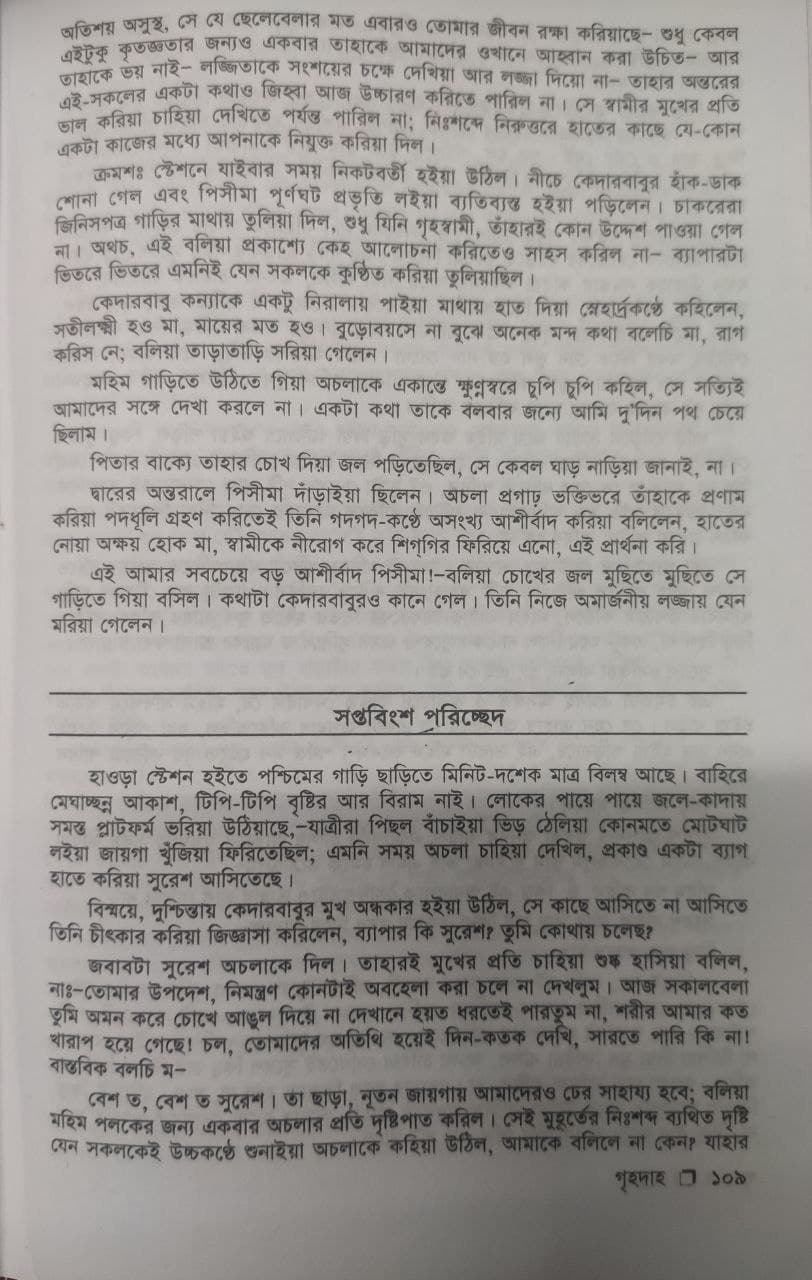 অতিশয় অসুস্থ, সে যে ছেলেবেলার মত এবারও তোমার জীবন রক্ষা করিয়াছে– শুধু কেবল
এইটুকু কৃতজ্ঞতার জন্যও একবার তাহাকে আমাদের ওখানে আহ্বান করা উচিত– আর
তাহাকে ভয় নাই– লজ্জিতাকে সংশয়ের চক্ষে দেখিয়া আর লজ্জা দিয়ো না– তাহার অন্তরের
এই-সকলের একটা কথাও জিহ্বা আজ উচ্চারণ করিতে পারিল না। সে স্বামীর মুখের প্রতি
ভাল করিয়া চাহিয়া দেখিতে পর্যন্ত পারিল না; নিঃশব্দে নিরুত্তরে হাতের কাছে যে-কোন
একটা কাজের মধ্যে আপনাকে নিযুক্ত করিয়া দিল।
ক্রমশঃ স্টেশনে যাইবার সময় নিকটবর্তী হইয়া উঠিল। নীচে কেদারবাবুর হাঁক-ডাক
শোনা গেল এবং পিসীমা পূর্ণঘট প্রভৃতি লইয়া ব্যতিব্যস্ত হইয়া পড়িলেন। চাকরেরা
জিনিসপত্র গাড়ির মাথায় তুলিয়া দিল, শুধু যিনি গৃহস্বামী, তাঁহারই কোন উদ্দেশ পাওয়া গেল
না। অথচ, এই বলিয়া প্রকাশ্যে কেহ আলোচনা করিতেও সাহস করিল না– ব্যাপারটা
ভিতরে ভিতরে এমনিই যেন সকলকে কুণ্ঠিত করিয়া তুলিয়াছিল।
কেদারবাবু কন্যাকে একটু নিরালায় পাইয়া মাথায় হাত দিয়া স্নেহার্দ্রকণ্ঠে কহিলেন,
সতীলক্ষ্মী হও মা, মায়ের মত হও। বুড়োবয়সে না বুঝে অনেক মন্দ কথা বলেচি মা, রাগ
করিস নে; বলিয়া তাড়াতাড়ি সরিয়া গেলেন।
মহিম গাড়িতে উঠিতে গিয়া অচলাকে একান্তে ক্ষুণ্নস্বরে চুপি চুপি কহিল, সে সত্যিই
আমাদের সঙ্গে দেখা করলে না। একটা কথা তাকে বলবার জন্যে আমি দু'দিন পথ চেয়ে
ছিলাম।
পিতার বাক্যে তাহার চোখ দিয়া জল পড়িতেছিল, সে কেবল ঘাড় নাড়িয়া জানাই, না।
দ্বারের অন্তরালে পিসীমা দাঁড়াইয়া ছিলেন। অচলা প্রগাঢ় ভক্তিভরে তাঁহাকে প্রণাম
করিয়া পদধূলি গ্রহণ করিতেই তিনি গদগদ-কণ্ঠে অসংখ্য আশীর্বাদ করিয়া বলিলেন, হাতের
নোয়া অক্ষয় হোক মা, স্বামীকে নীরোগ করে শিগ্‌গির ফিরিয়ে এনো, এই প্রার্থনা করি।
এই আমার সবচেয়ে বড় আশীর্বাদ পিসীমা!–বলিয়া চোখের জল মুছিতে মুছিতে সে
গাড়িতে গিয়া বসিল। কথাটা কেদারবাবুরও কানে গেল। তিনি নিজে অমার্জনীয় লজ্জায় যেন
মরিয়া গেলেন।
সপ্তবিংশ পরিচ্ছেদ
হাওড়া স্টেশন হইতে পশ্চিমের গাড়ি ছাড়িতে মিনিট-দশেক মাত্র বিলম্ব আছে। বাহিরে
মেঘাচ্ছন্ন আকাশ, টিপি-টিপি বৃষ্টির আর বিরাম নাই। লোকের পায়ে পায়ে জলে-কাদায়
সমস্ত প্লাটফর্ম ভরিয়া উঠিয়াছে,–যাত্রীরা পিছল বাঁচাইয়া ভিড় ঠেলিয়া কোনমতে মোটঘাট
লইয়া জায়গা খুঁজিয়া ফিরিতেছিল; এমনি সময় অচলা চাহিয়া দেখিল, প্রকাণ্ড একটা ব্যাগ
হাতে করিয়া সুরেশ আসিতেছে।
বিস্ময়ে, দুশ্চিন্তায় কেদারবাবুর মুখ অন্ধকার হইয়া উঠিল, সে কাছে আসিতে না আসিতে
তিনি চীৎকার করিয়া জিজ্ঞাসা করিলেন, ব্যাপার কি সুরেশ? তুমি কোথায় চলেছ?
জবাবটা সুরেশ অচলাকে দিল। তাহারই মুখের প্রতি চাহিয়া শুষ্ক হাসিয়া বলিল,
নাঃ–তোমার উপদেশ, নিমন্ত্রণ কোনটাই অবহেলা করা চলে না দেখলুম। আজ সকালবেলা
তুমি অমন করে চোখে আঙুল দিয়ে না দেখানে হয়ত ধরতেই পারতুম না, শরীর আমার কত
খারাপ হয়ে গেছে! চল, তোমাদের অতিথি হয়েই দিন-কতক দেখি, সারতে পারি কি না!
বাস্তবিক বলচি ম–
বেশ ত, বেশ ত সুরেশ। তা ছাড়া, নূতন জায়গায় আমাদেরও ঢের সাহায্য হবে; বলিয়া
মহিম পলকের জন্য একবার অচলার প্রতি দৃষ্টিপাত করিল। সেই মুহূর্তের নিঃশব্দ ব্যথিত দৃষ্টি
যেন সকলকেই উচ্চকণ্ঠে শুনাইয়া অচলাকে কহিয়া উঠিল, আমাকে বলিলে না কেন? যাহার
গৃহদাহ ❐ ১০৯